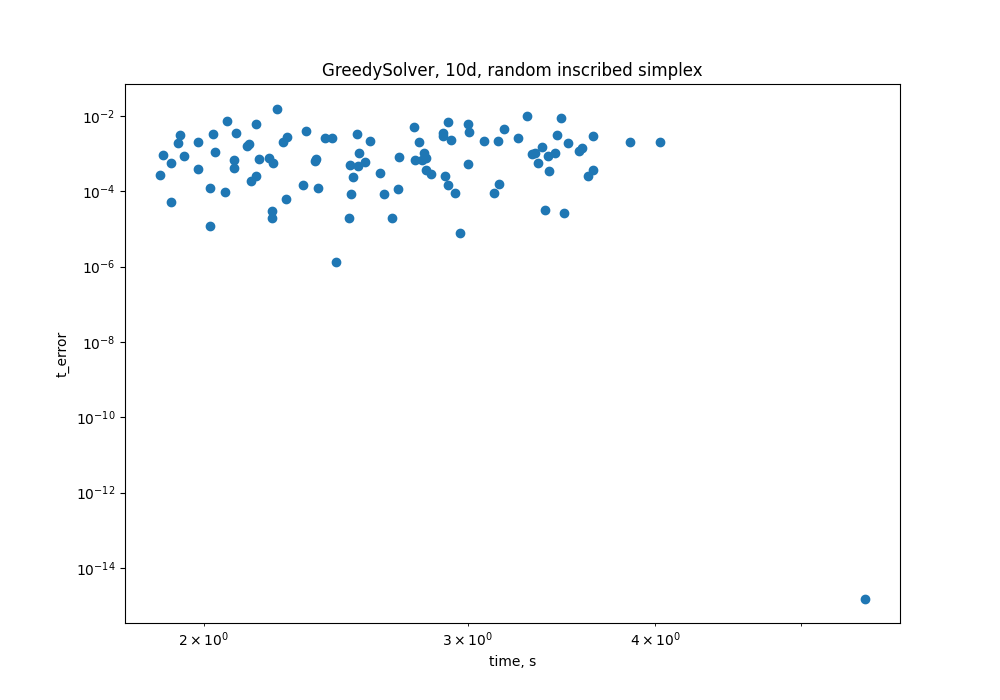 GreedySolver, 10d, random inscribed simplex
t_error
10⁻²
10⁻⁴
10⁻⁶
10⁻⁸
10⁻¹⁰
10⁻¹²
10⁻¹⁴
2 × 10⁰ 3 × 10⁰ 4 × 10⁰
time, s